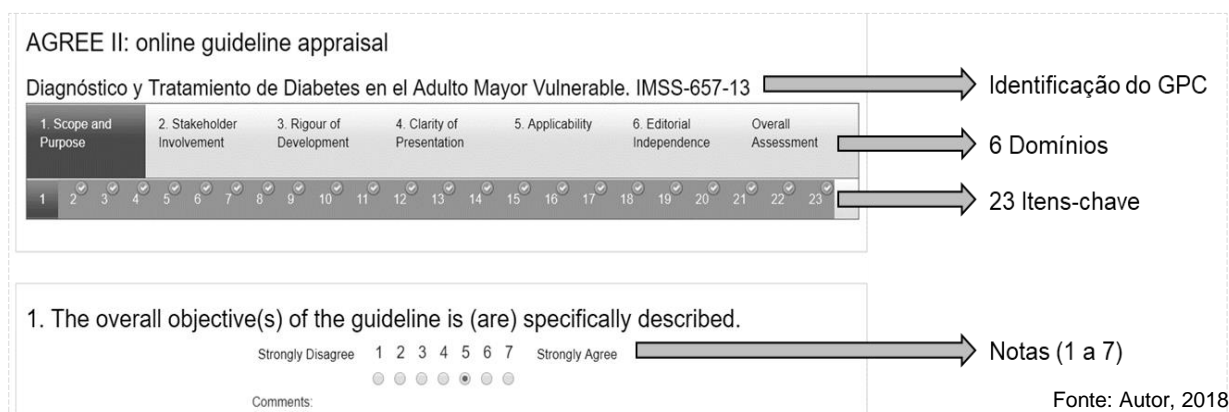 AGREE II: online guideline appraisal
Diagnóstico y Tratamiento de Diabetes en el Adulto Mayor Vulnerable. IMSS-657-13
Identificação do GPC
1. Scope and Purpose
2. Stakeholder Involvement
3. Rigour of Development
4. Clarity of Presentation
5. Applicability
6. Editorial Independence
Overall Assessment
6 Domínios
1 2 3 4 5 6 7 8 9 10 11 12 13 14 15 16 17 18 19 20 21 22 23
23 Itens-chave
1. The overall objective(s) of the guideline is (are) specifically described.
Strongly Disagree 1 2 3 4 5 6 7 Strongly Agree
Notas (1 a 7)
Comments:
Fonte: Autor, 2018